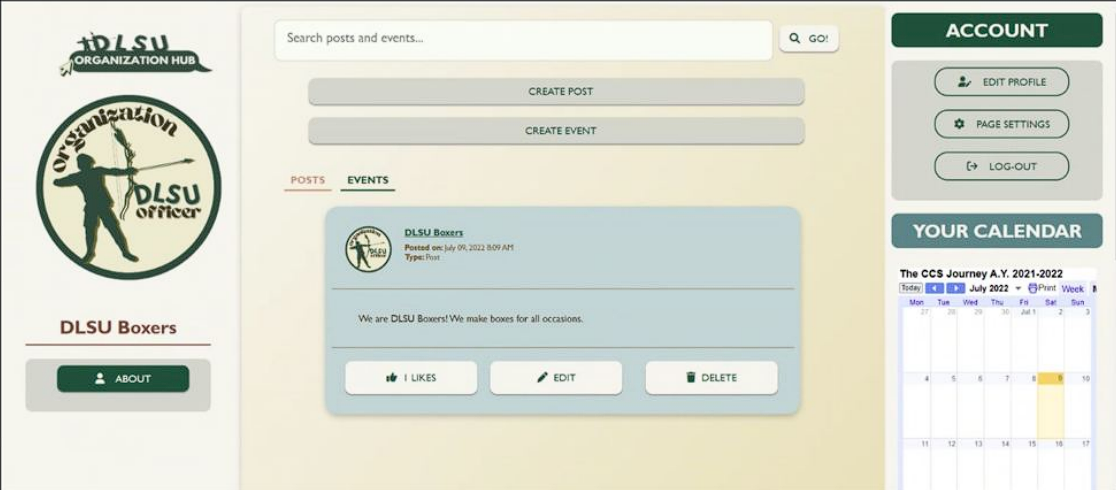 DLSU
ORGANIZATION HUB
organization
DLSU
officer
DLSU Boxers
ABOUT
Search posts and events...
GO!
CREATE POST
CREATE EVENT
POSTS EVENTS
DLSU Boxers
Posted on: July 09, 2022 8:09 AM
Type: Post
We are DLSU Boxers! We make boxes for all occasions.
1 LIKES EDIT DELETE
ACCOUNT
EDIT PROFILE
PAGE SETTINGS
LOG-OUT
YOUR CALENDAR
The CCS Journey A.Y. 2021-2022
Today July 2022 Print Week
Mon Tue Wed Thu Fri Sat Sun
27 28 29 30 Jul 1 2 3
4 5 6 7 8 9 10
11 12 13 14 15 16 17